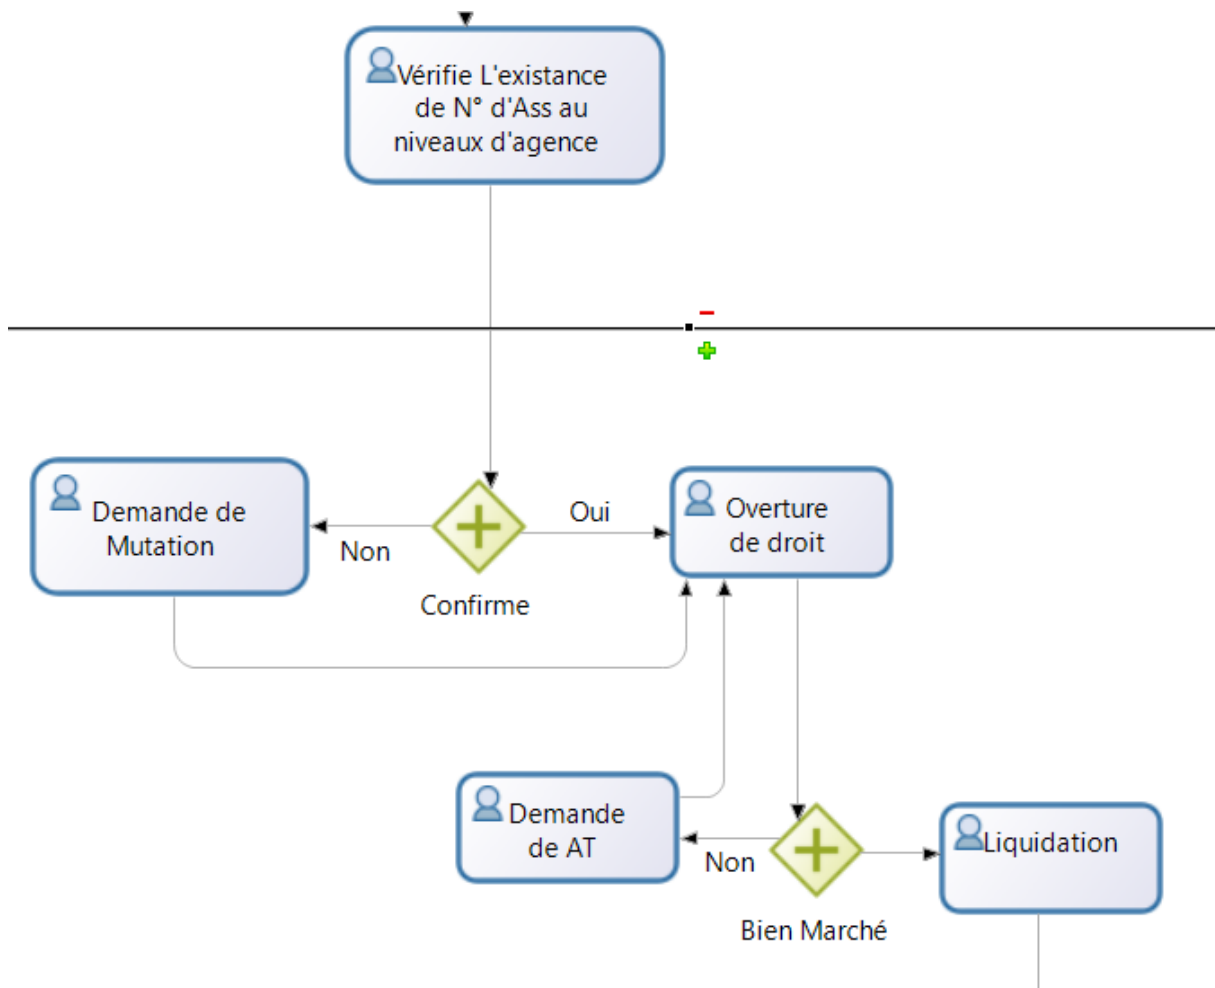 Vérifie L'existance
de N° d'Ass au
niveaux d'agence
Demande de
Mutation
Non
Confirme
Oui
Overture
de droit
Demande
de AT
Non
Bien Marché
Liquidation